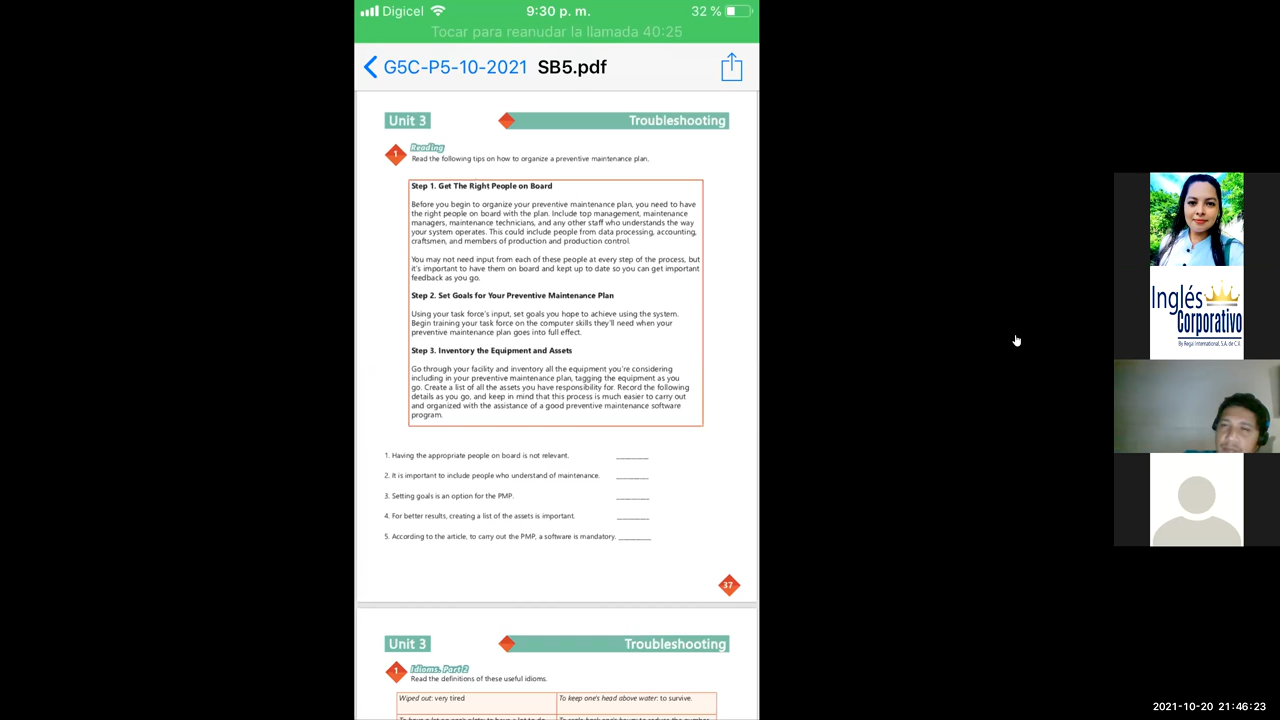 Digicel 9:30 p. m. 32 %
Tocar para reanudar la llamada 40:25
G5C-P5-10-2021 SB5.pdf
Unit 3 Troubleshooting
1 Reading
Read the following tips on how to organize a preventive maintenance plan.
Step 1. Get The Right People on Board
Before you begin to organize your preventive maintenance plan, you need to have
the right people on board with the plan. Include top management, maintenance
managers, maintenance technicians, and any other staff who understands the way
your system operates. This could include people from data processing, accounting,
craftsmen, and members of production and production control.
You may not need input from each of these people at every step of the process, but
it's important to have them on board and kept up to date so you can get important
feedback as you go.
Step 2. Set Goals for Your Preventive Maintenance Plan
Using your task force's input, set goals you hope to achieve using the system.
Begin training your task force on the computer skills they'll need when your
preventive maintenance plan goes into full effect.
Step 3. Inventory the Equipment and Assets
Go through your facility and inventory all the equipment you're considering
including in your preventive maintenance plan, tagging the equipment as you
go. Create a list of all the assets you have responsibility for. Record the following
details as you go, and keep in mind that this process is much easier to carry out
and organized with the assistance of a good preventive maintenance software
program.
1. Having the appropriate people on board is not relevant. ________
2. It is important to include people who understand of maintenance. ________
3. Setting goals is an option for the PMP. ________
4. For better results, creating a list of the assets is important. ________
5. According to the article, to carry out the PMP, a software is mandatory. ________
37
Unit 3 Troubleshooting
1 Idioms. Part 2
Read the definitions of these useful idioms.
Wiped out: very tired To keep one's head above water: to survive.
Inglés
Corporativo
By Regal International, S.A. de C.V.
2021-10-20 21:46:23